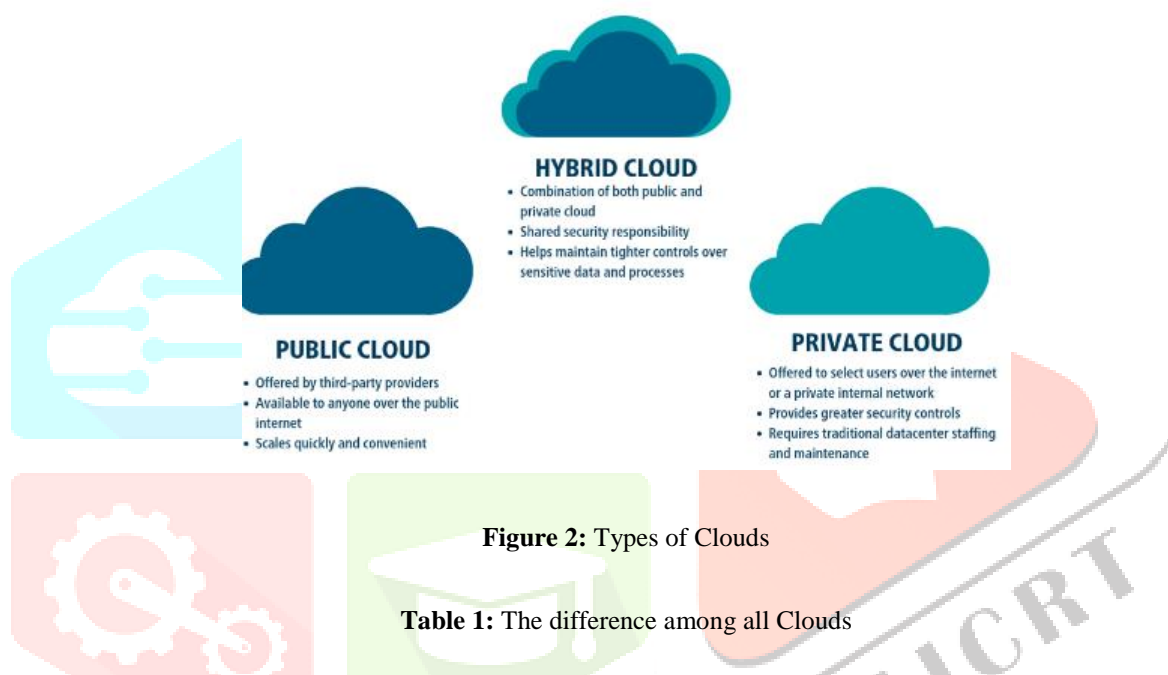 HYBRID CLOUD
• Combination of both public and
private cloud
• Shared security responsibility
• Helps maintain tighter controls over
sensitive data and processes
PUBLIC CLOUD
• Offered by third-party providers
• Available to anyone over the public
internet
• Scales quickly and convenient
PRIVATE CLOUD
• Offered to select users over the internet
or a private internal network
• Provides greater security controls
• Requires traditional datacenter staffing
and maintenance
Figure 2: Types of Clouds
Table 1: The difference among all Clouds
IJCRT